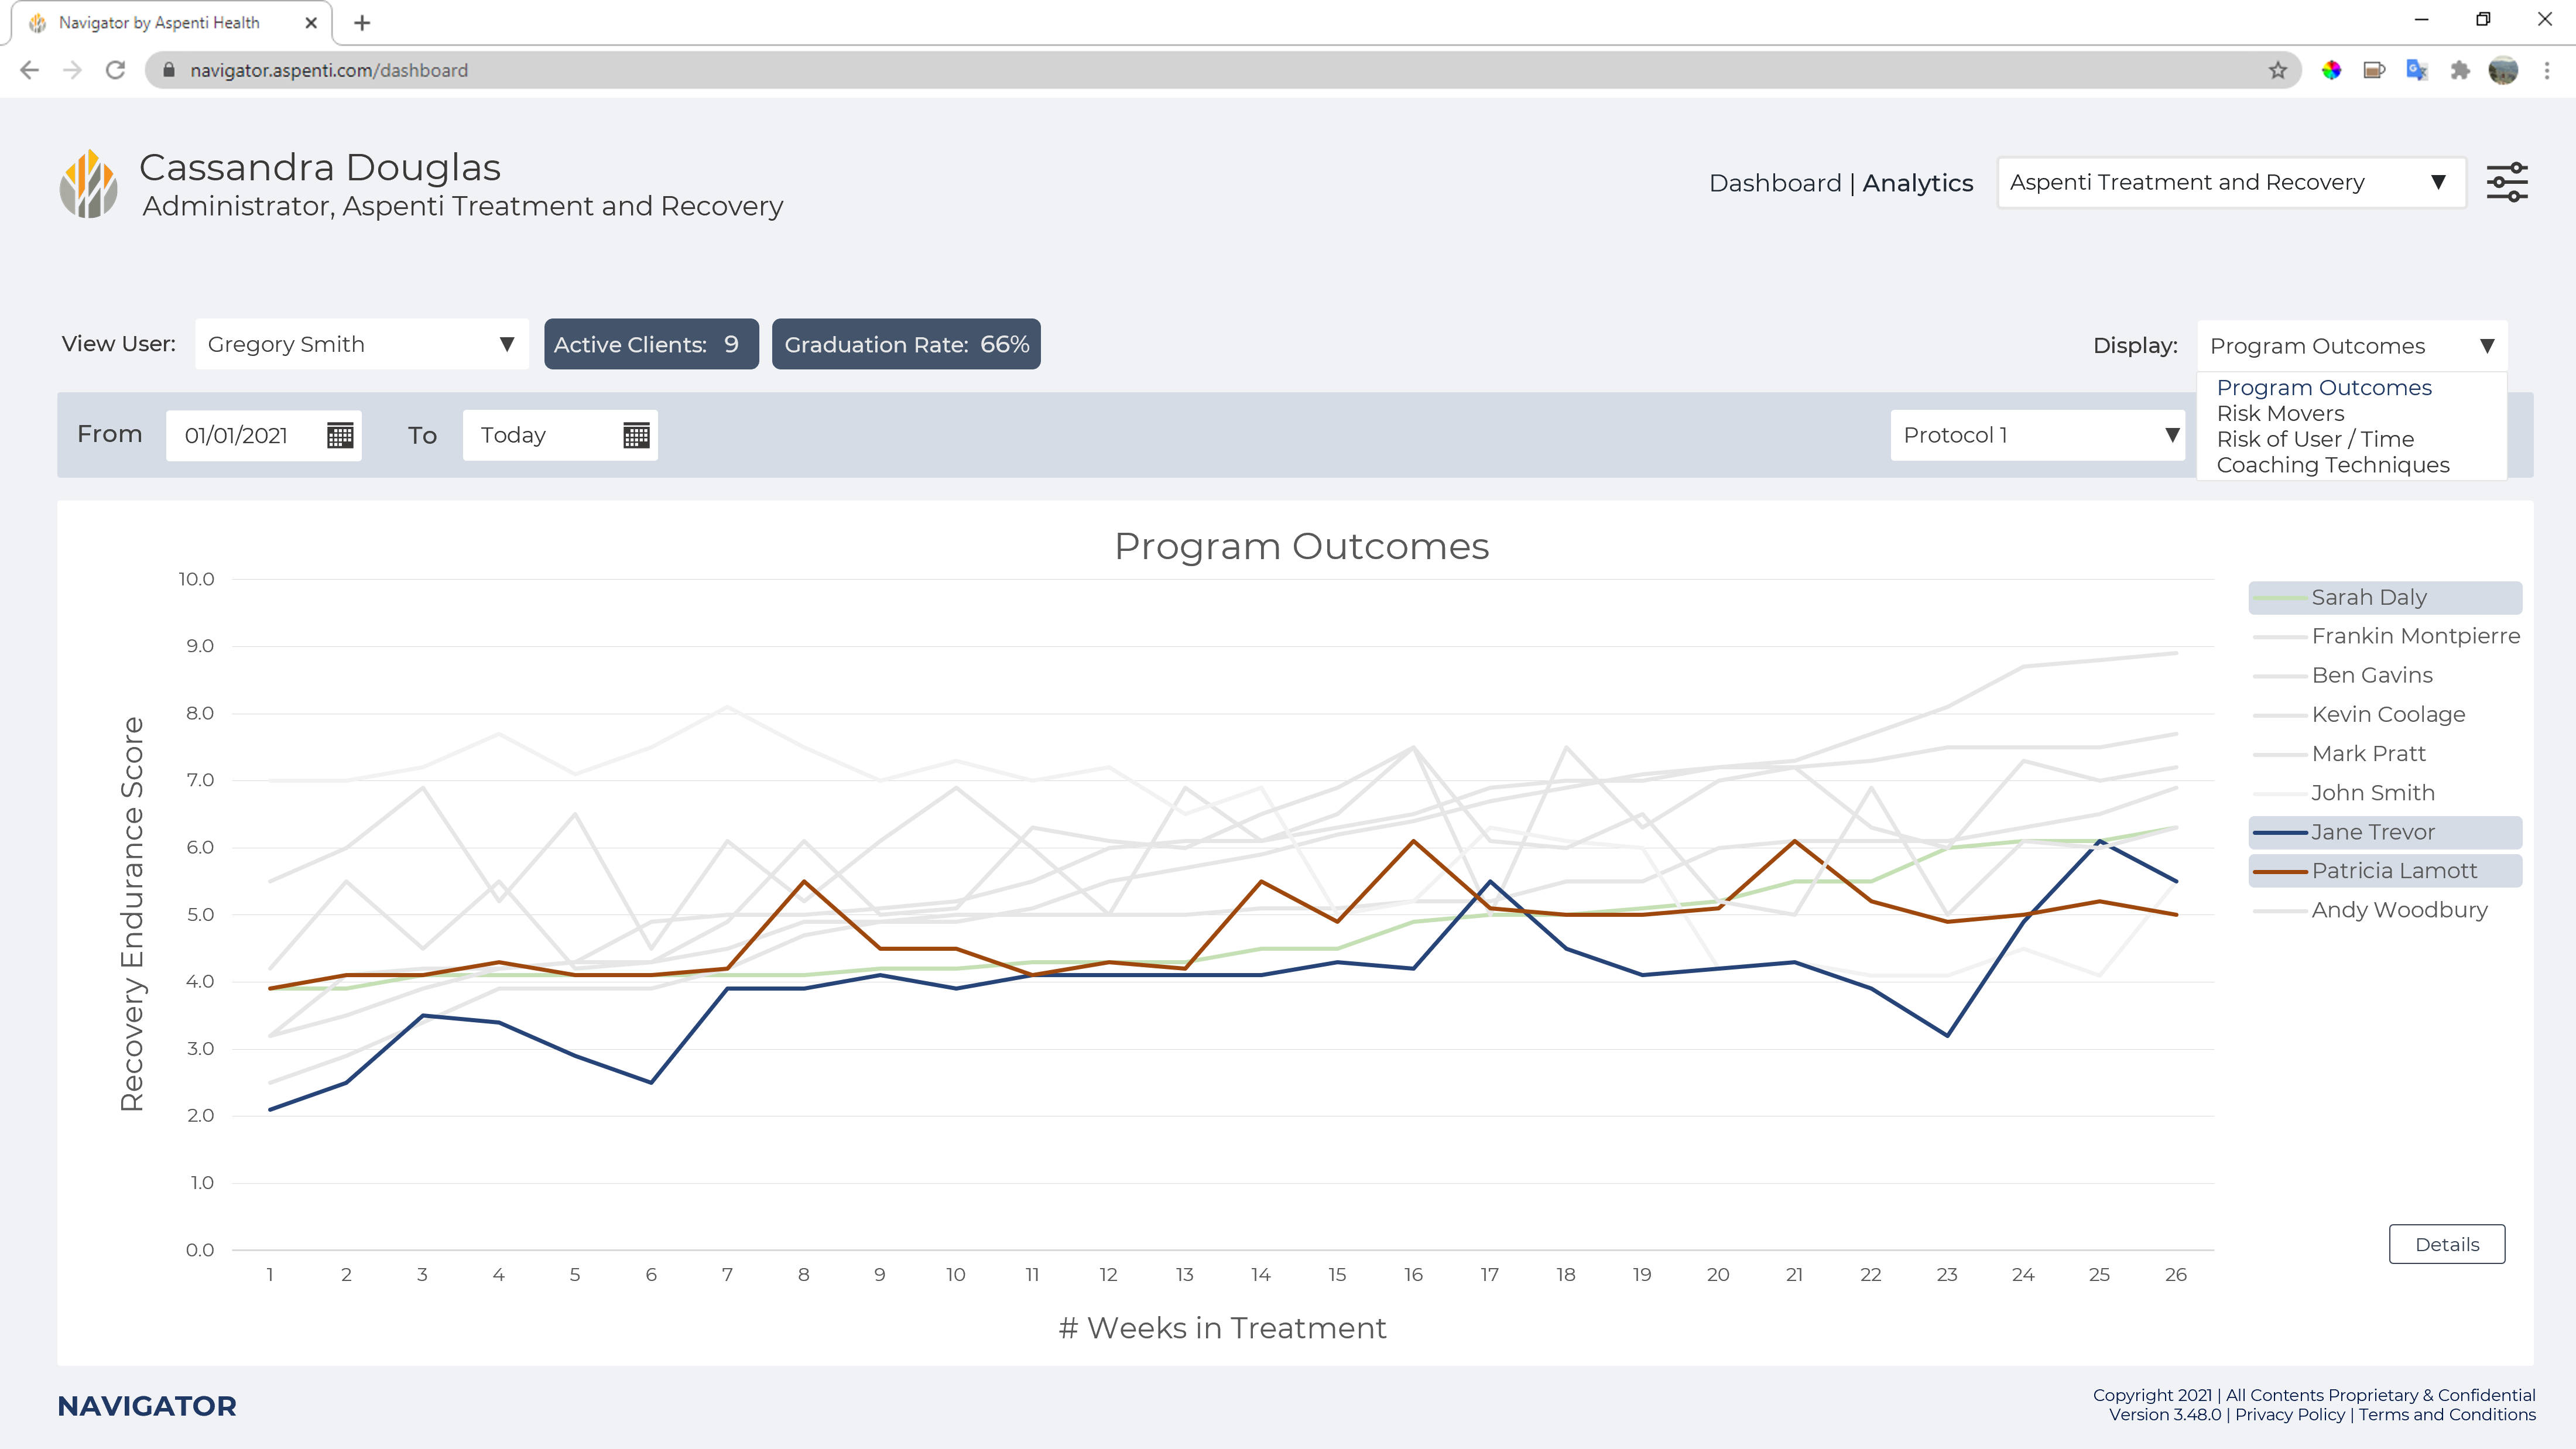 Navigator by Aspenti Health
navigator.aspenti.com/dashboard
Cassandra Douglas
Administrator, Aspenti Treatment and Recovery
Dashboard | Analytics
Aspenti Treatment and Recovery
View User:
Gregory Smith
Active Clients: 9
Graduation Rate: 66%
Display:
Program Outcomes
Program Outcomes
Risk Movers
Risk of User / Time
Coaching Techniques
From
01/01/2021
To
Today
Protocol 1
Program Outcomes
Recovery Endurance Score
10.0
9.0
8.0
7.0
6.0
5.0
4.0
3.0
2.0
1.0
0.0
1 2 3 4 5 6 7 8 9 10 11 12 13 14 15 16 17 18 19 20 21 22 23 24 25 26
# Weeks in Treatment
Sarah Daly
Frankin Montpierre
Ben Gavins
Kevin Coolage
Mark Pratt
John Smith
Jane Trevor
Patricia Lamott
Andy Woodbury
Details
NAVIGATOR
Copyright 2021 | All Contents Proprietary & Confidential
Version 3.48.0 | Privacy Policy | Terms and Conditions